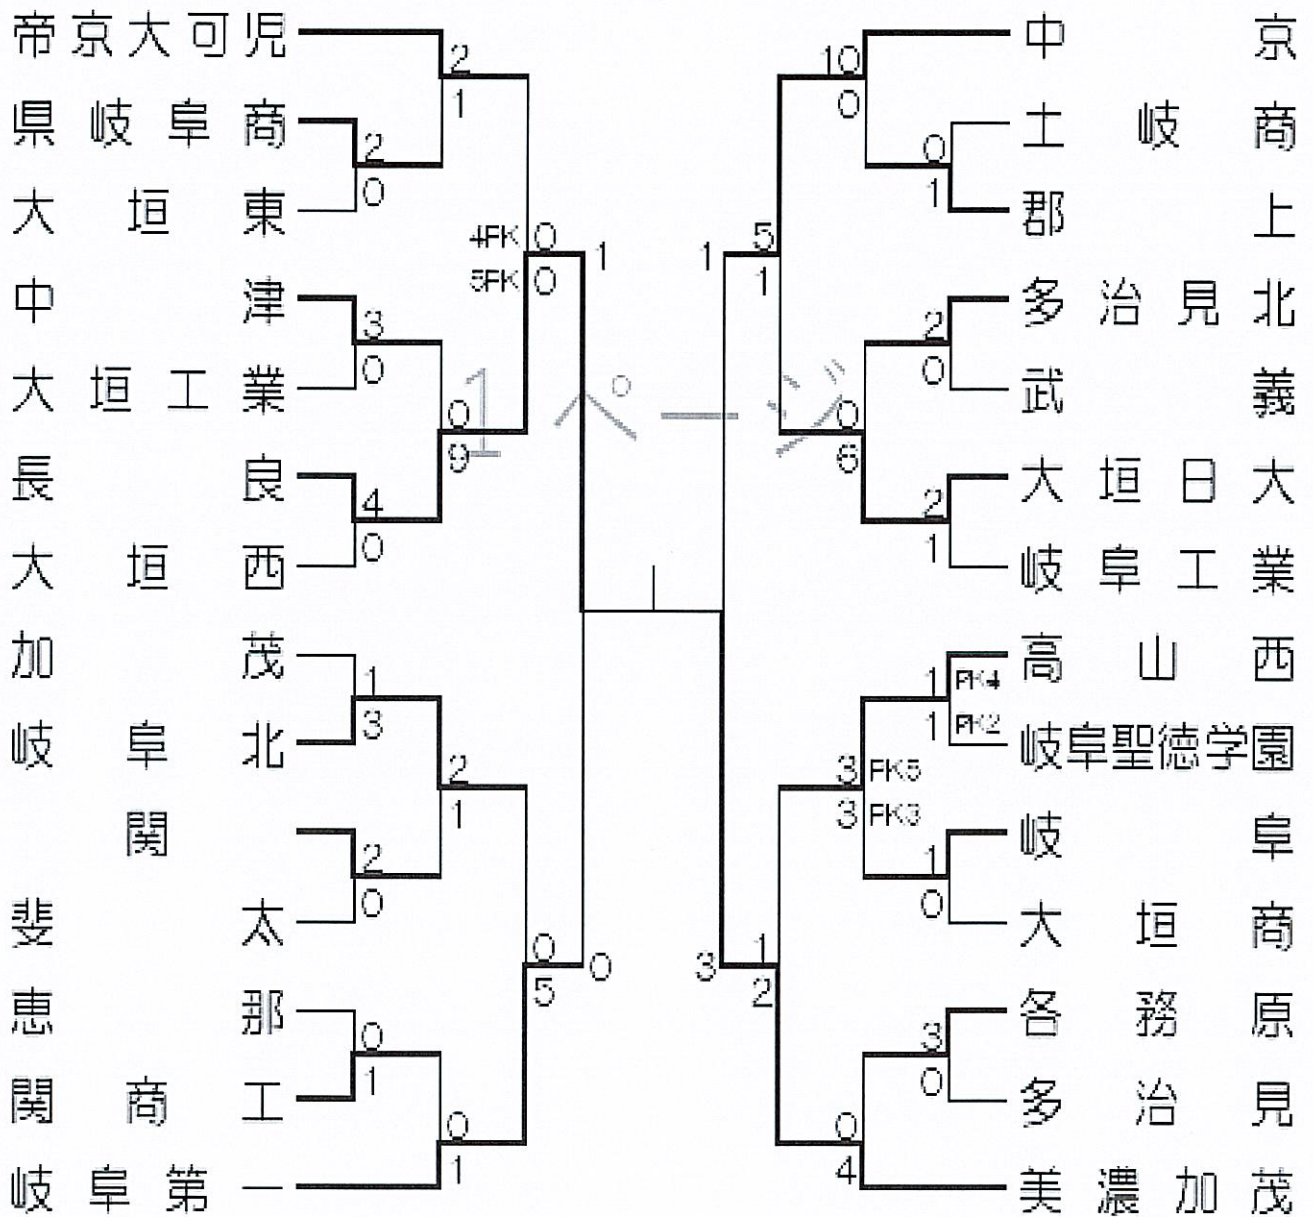 帝京大可児
2
1
県岐阜商
2
0
大垣東
4PK 0
5PK 0
1
中津
3
0
大垣工業
0
9
長良
4
0
大垣西
加茂
1
3
岐阜北
2
1
関
2
0
斐太
0
5
0
恵那
0
1
関商工
0
1
岐阜第一
1ページ
中京
10
0
土岐商
0
1
郡上
1
5
1
多治見北
2
0
武義
0
6
大垣日大
2
1
岐阜工業
高山西
1 PK4
1 PK2
岐阜聖徳学園
3 PK5
3 PK3
岐阜
1
0
大垣商
3
1
2
各務原
3
0
多治見
0
4
美濃加茂